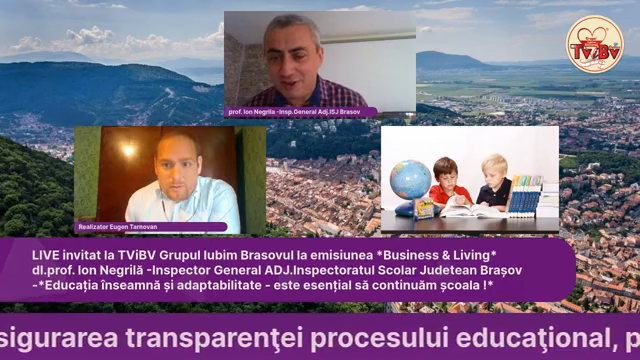 TViBV
prof. Ion Negrila -Insp.General Adj.ISJ Brasov
Realizator Eugen Tarnovan
LIVE invitat la TViBV Grupul Iubim Brasovul la emisiunea *Business & Living*
dl.prof. Ion Negrilă -Inspector General ADJ.Inspectoratul Scolar Judetean Brașov
-*Educația înseamnă și adaptabilitate - este esențial să continuăm școala !*
sigurarea transparenţei procesului educaţional, p